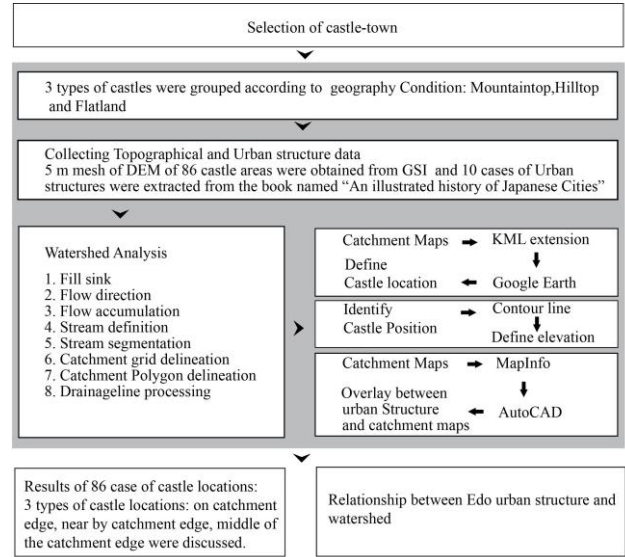 Selection of castle-town
3 types of castles were grouped according to geography Condition: Mountaintop,Hilltop
and Flatland
Collecting Topographical and Urban structure data
5 m mesh of DEM of 86 castle areas were obtained from GSI and 10 cases of Urban
structures were extracted from the book named “An illustrated history of Japanese Cities”
Watershed Analysis
1. Fill sink
2. Flow direction
3. Flow accumulation
4. Stream definition
5. Stream segmentation
6. Catchment grid delineation
7. Catchment Polygon delineation
8. Drainageline processing
Catchment Maps KML extension
Define
Castle location Google Earth
Identify Contour line
Castle Position Define elevation
Catchment Maps MapInfo
Overlay between
urban Structure AutoCAD
and catchment maps
Results of 86 case of castle locations:
3 types of castle locations: on catchment
edge, near by catchment edge, middle of
the catchment edge were discussed.
Relationship between Edo urban structure and
watershed